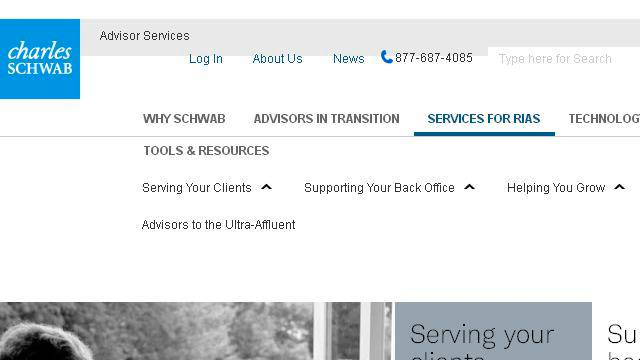 charles
SCHWAB
Advisor Services
Log In About Us News 877-687-4085 Type here for Search
WHY SCHWAB ADVISORS IN TRANSITION SERVICES FOR RIAS TECHNOLOG
TOOLS & RESOURCES
Serving Your Clients Supporting Your Back Office Helping You Grow
Advisors to the Ultra-Affluent
Serving your Su
clients